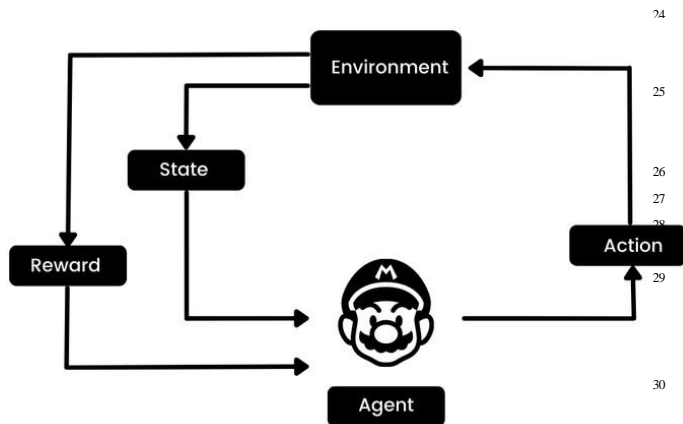 24
Environment
25
State
26
27
28
Action
Reward
M
29
30
Agent